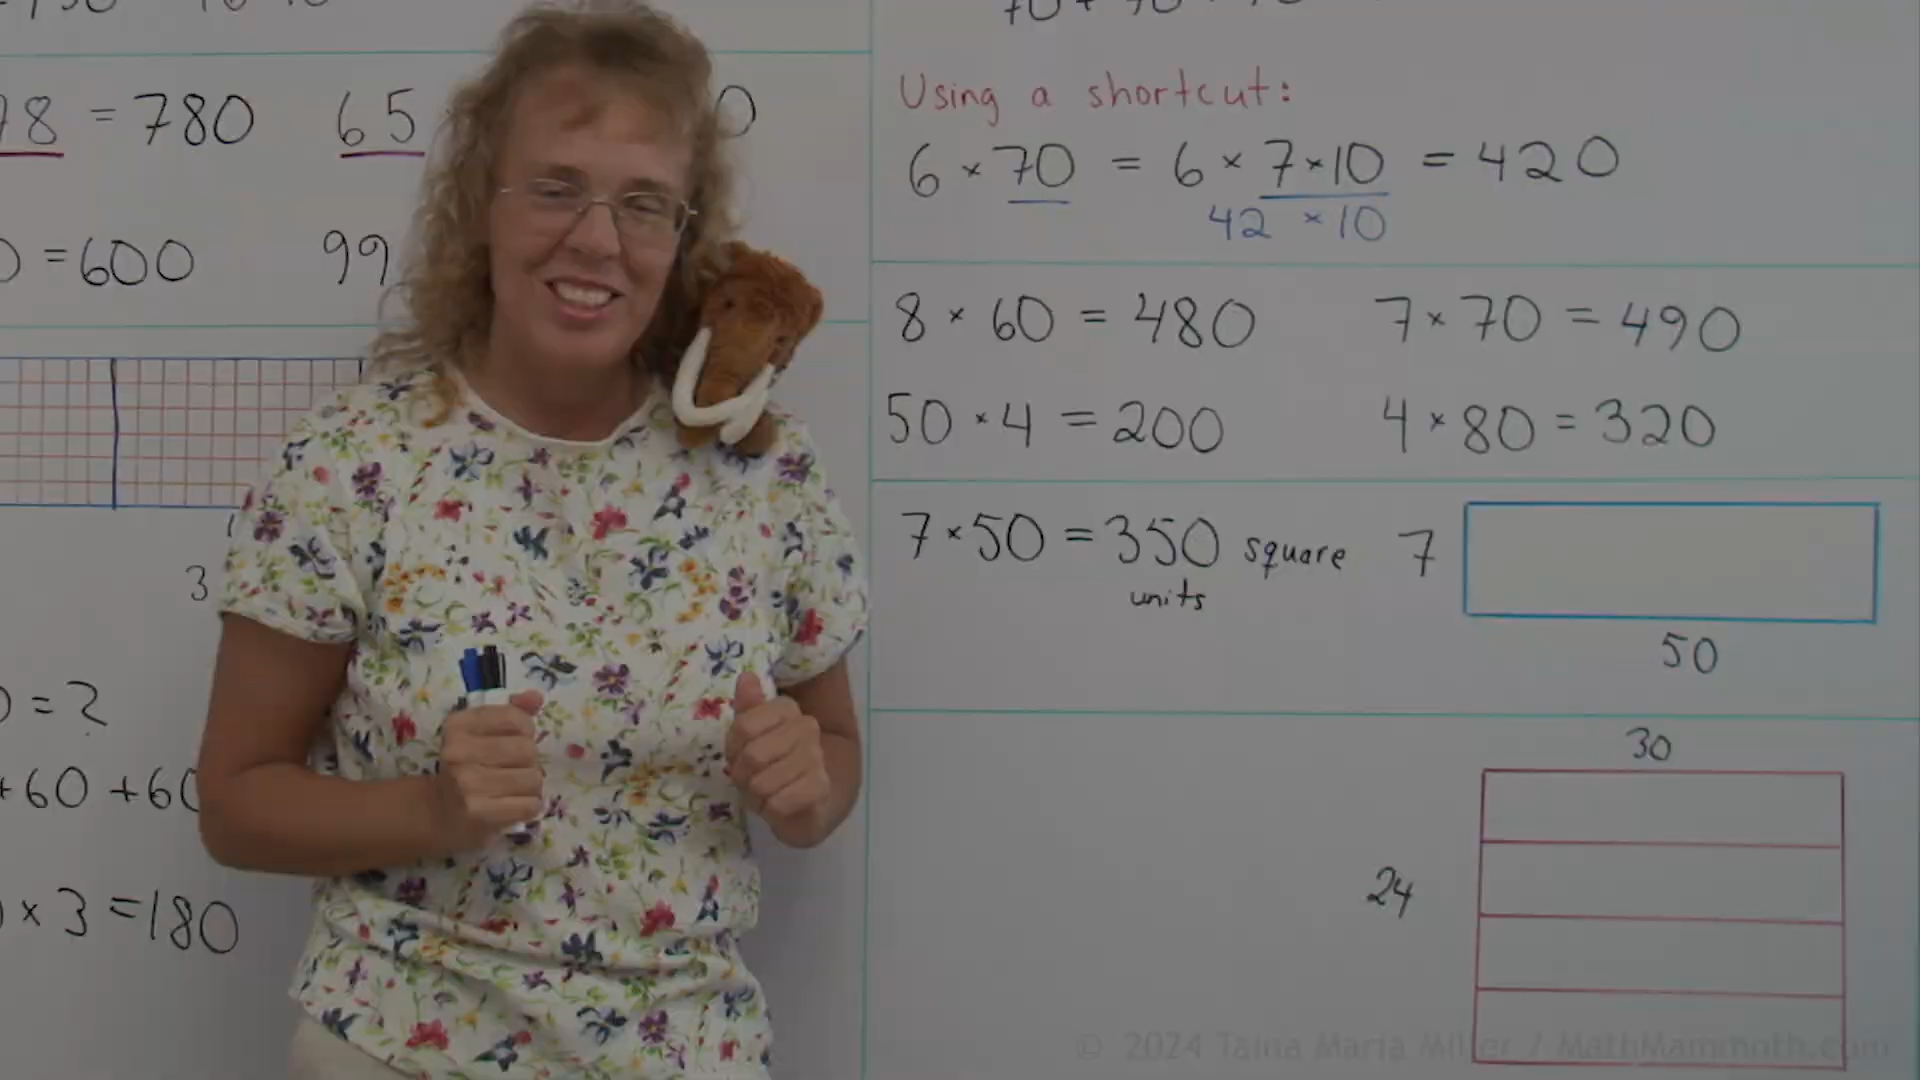 78 = 780 65
= 600 99
3
= 2
+60 +60
× 3 = 180
Using a shortcut:
6 × 70 = 6 × 7 × 10 = 420
42 × 10
8 × 60 = 480 7 × 70 = 490
50 × 4 = 200 4 × 80 = 320
7 × 50 = 350 square 7
units
50
30
24
© 2024 Taina Maria Miller / MathMammoth.com